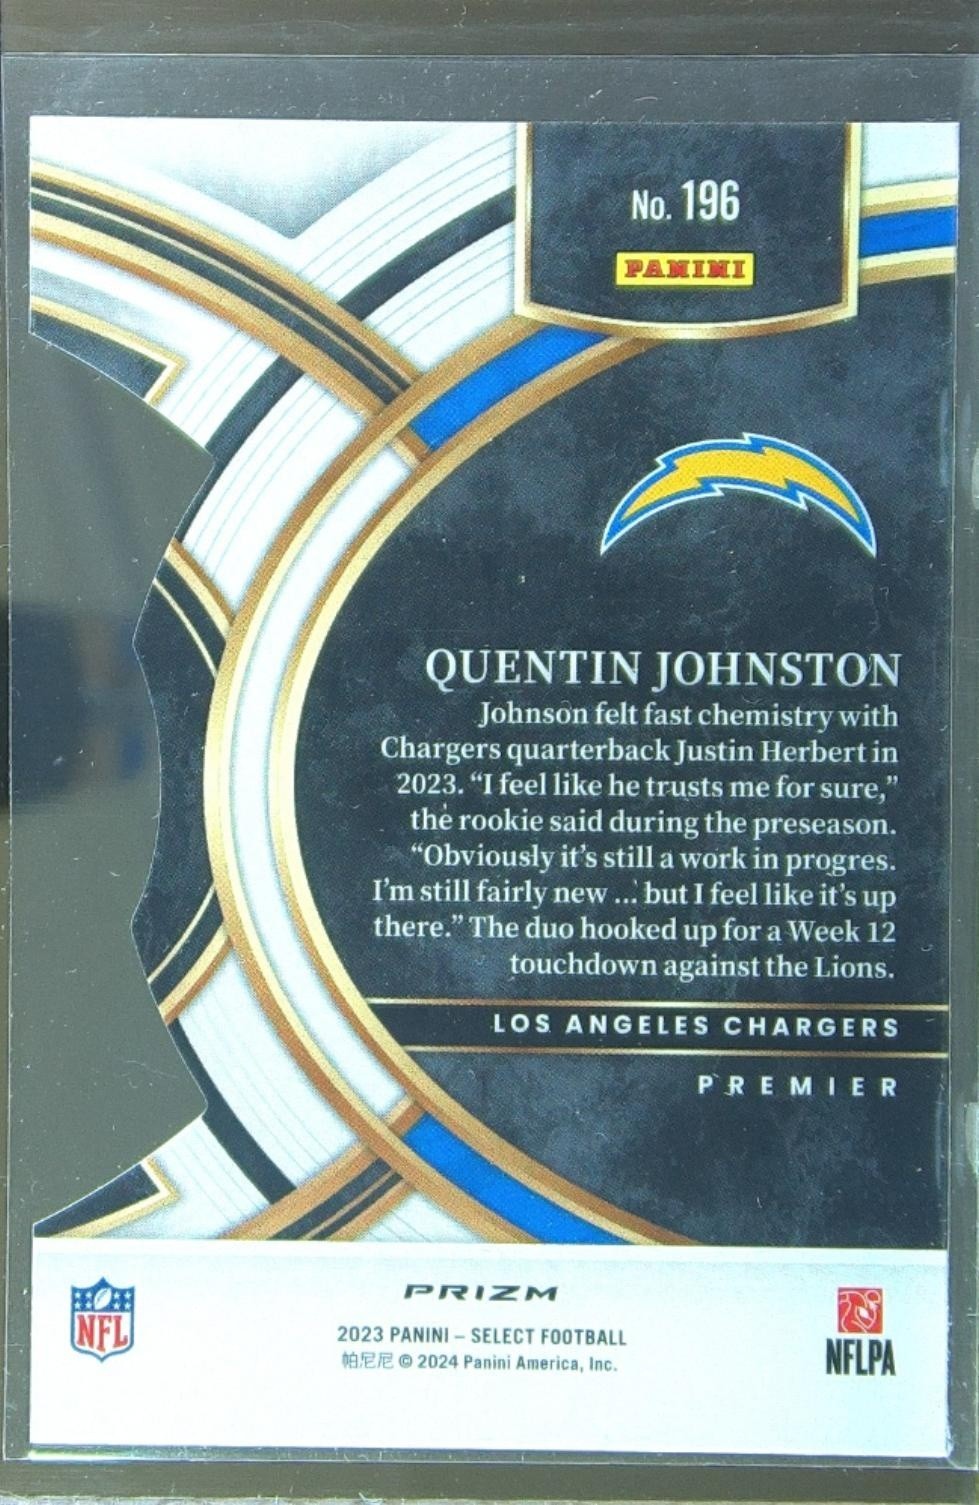 No. 196
PANINI
QUENTIN JOHNSTON
Johnson felt fast chemistry with
Chargers quarterback Justin Herbert in
2023. “I feel like he trusts me for sure,”
the rookie said during the preseason.
“Obviously it’s still a work in progres.
I’m still fairly new ... but I feel like it’s up
there.” The duo hooked up for a Week 12
touchdown against the Lions.
LOS ANGELES CHARGERS
PREMIER
PRIZM
NFL
2023 PANINI – SELECT FOOTBALL
帕尼尼 © 2024 Panini America, Inc.
NFLPA